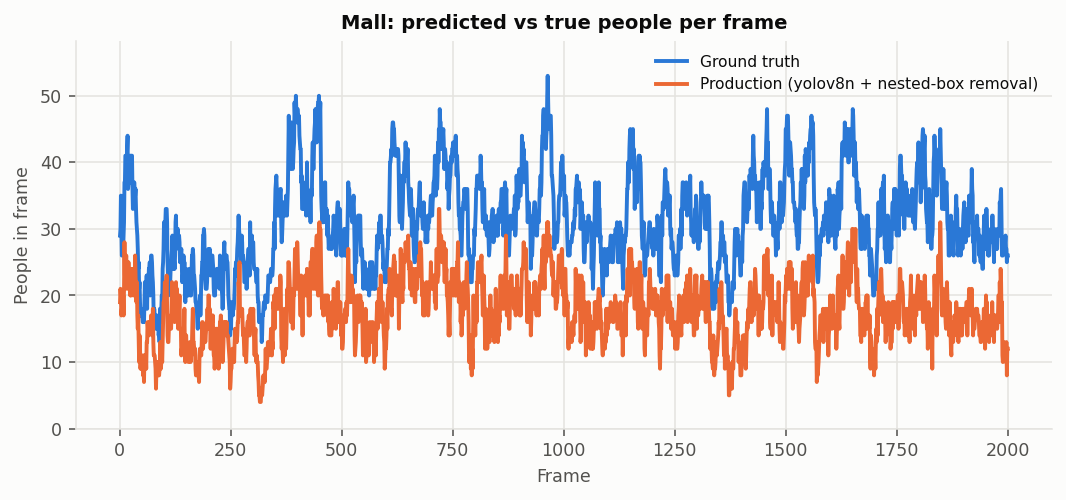 Mall: predicted vs true people per frame
Ground truth
Production (yolov8n + nested-box removal)
People in frame
50
40
30
20
10
0
0 250 500 750 1000 1250 1500 1750 2000
Frame